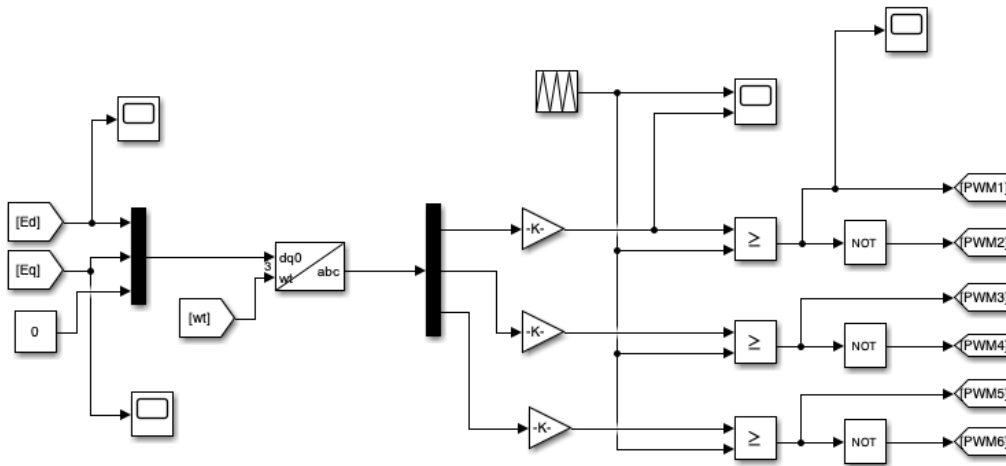 [Ed]
[Eq]
0
[wt]
dq0
wt
abc
3
-K-
-K-
-K-
≥
≥
≥
NOT
NOT
NOT
[PWM1]
[PWM2]
[PWM3]
[PWM4]
[PWM5]
[PWM6]